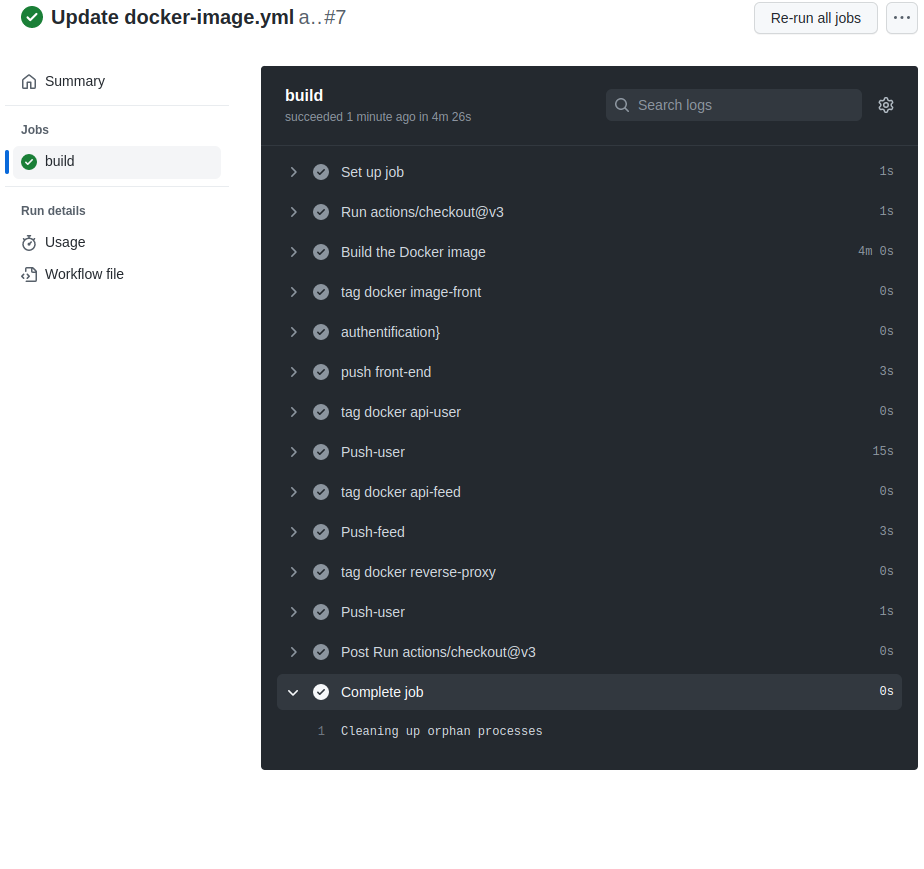 Update docker-image.yml a…#7
Re-run all jobs
Summary
build
succeeded 1 minute ago in 4m 26s
Search logs
Jobs
build
Run details
Usage
Workflow file
Set up job 1s
Run actions/checkout@v3 1s
Build the Docker image 4m 0s
tag docker image-front 0s
authentification} 0s
push front-end 3s
tag docker api-user 0s
Push-user 15s
tag docker api-feed 0s
Push-feed 3s
tag docker reverse-proxy 0s
Push-user 1s
Post Run actions/checkout@v3 0s
Complete job 0s
1 Cleaning up orphan processes